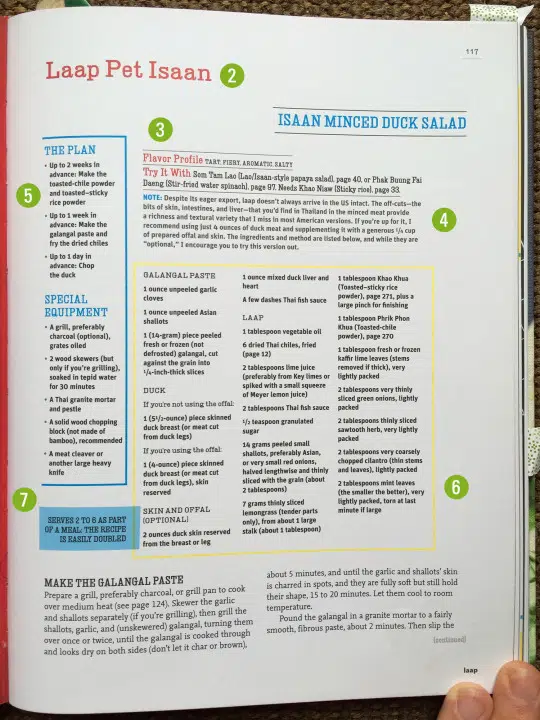 117
Laap Pet Isaan
2
ISAAN MINCED DUCK SALAD
3
Flavor Profile TART, FIERY, AROMATIC, SALTY
Try It With Som Tam Lao (Lao/Isaan-style papaya salad), page 40, or Phak Buung Fai
Daeng (Stir-fried water spinach), page 97. Needs Khao Niaw (Sticky rice), page 33.
NOTE: Despite its eager export, laap doesn't always arrive in the US intact. The off-cuts—the
bits of skin, intestines, and liver—that you'd find in Thailand in the minced meat provide
a richness and textural variety that I miss in most American versions. If you're up for it, I
recommend using just 4 ounces of duck meat and supplementing it with a generous 1/4 cup
of prepared offal and skin. The ingredients and method are listed below, and while they are
"optional," I encourage you to try this version out.
4
THE PLAN
• Up to 2 weeks in
advance: Make the
toasted-chile powder
and toasted–sticky
rice powder
• Up to 1 week in
advance: Make the
galangal paste and
fry the dried chiles
• Up to 1 day in
advance: Chop
the duck
5
SPECIAL
EQUIPMENT
• A grill, preferably
charcoal (optional),
grates oiled
• 2 wood skewers (but
only if you're grilling),
soaked in tepid water
for 30 minutes
• A Thai granite mortar
and pestle
• A solid wood chopping
block (not made of
bamboo), recommended
• A meat cleaver or
another large heavy
knife
7
SERVES 2 TO 6 AS PART
OF A MEAL; THE RECIPE
IS EASILY DOUBLED
GALANGAL PASTE
1 ounce unpeeled garlic
cloves
1 ounce unpeeled Asian
shallots
1 (14-gram) piece peeled
fresh or frozen (not
defrosted) galangal, cut
against the grain into
1/4-inch-thick slices
DUCK
If you're not using the offal:
1 (5½-ounce) piece skinned
duck breast (or meat cut
from duck legs)
If you're using the offal:
1 (4-ounce) piece skinned
duck breast (or meat cut
from duck legs), skin
reserved
SKIN AND OFFAL
(OPTIONAL)
2 ounces duck skin reserved
from the breast or leg
1 ounce mixed duck liver and
heart
A few dashes Thai fish sauce
LAAP
1 tablespoon vegetable oil
6 dried Thai chiles, fried
(page 12)
2 tablespoons lime juice
(preferably from Key limes or
spiked with a small squeeze
of Meyer lemon juice)
2 tablespoons Thai fish sauce
½ teaspoon granulated
sugar
14 grams peeled small
shallots, preferably Asian,
or very small red onions,
halved lengthwise and thinly
sliced with the grain (about
2 tablespoons)
7 grams thinly sliced
lemongrass (tender parts
only), from about 1 large
stalk (about 1 tablespoon)
1 tablespoon Khao Khua
(Toasted–sticky rice
powder), page 271, plus a
large pinch for finishing
1 tablespoon Phrik Phon
Khua (Toasted-chile
powder), page 270
1 tablespoon fresh or frozen
kaffir lime leaves (stems
removed if thick), very
lightly packed
2 tablespoons very thinly
sliced green onions, lightly
packed
2 tablespoons thinly sliced
sawtooth herb, very lightly
packed
2 tablespoons very coarsely
chopped cilantro (thin stems
and leaves), lightly packed
2 tablespoons mint leaves
(the smaller the better), very
lightly packed, torn at last
minute if large
6
MAKE THE GALANGAL PASTE
Prepare a grill, preferably charcoal, or grill pan to cook
over medium heat (see page 124). Skewer the garlic
and shallots separately (if you're grilling), then grill the
shallots, garlic, and (unskewered) galangal, turning them
over once or twice, until the galangal is cooked through
and looks dry on both sides (don't let it char or brown),
about 5 minutes, and until the garlic and shallots' skin
is charred in spots, and they are fully soft but still hold
their shape, 15 to 20 minutes. Let them cool to room
temperature.
Pound the galangal in a granite mortar to a fairly
smooth, fibrous paste, about 2 minutes. Then slip the
(continued)
laap